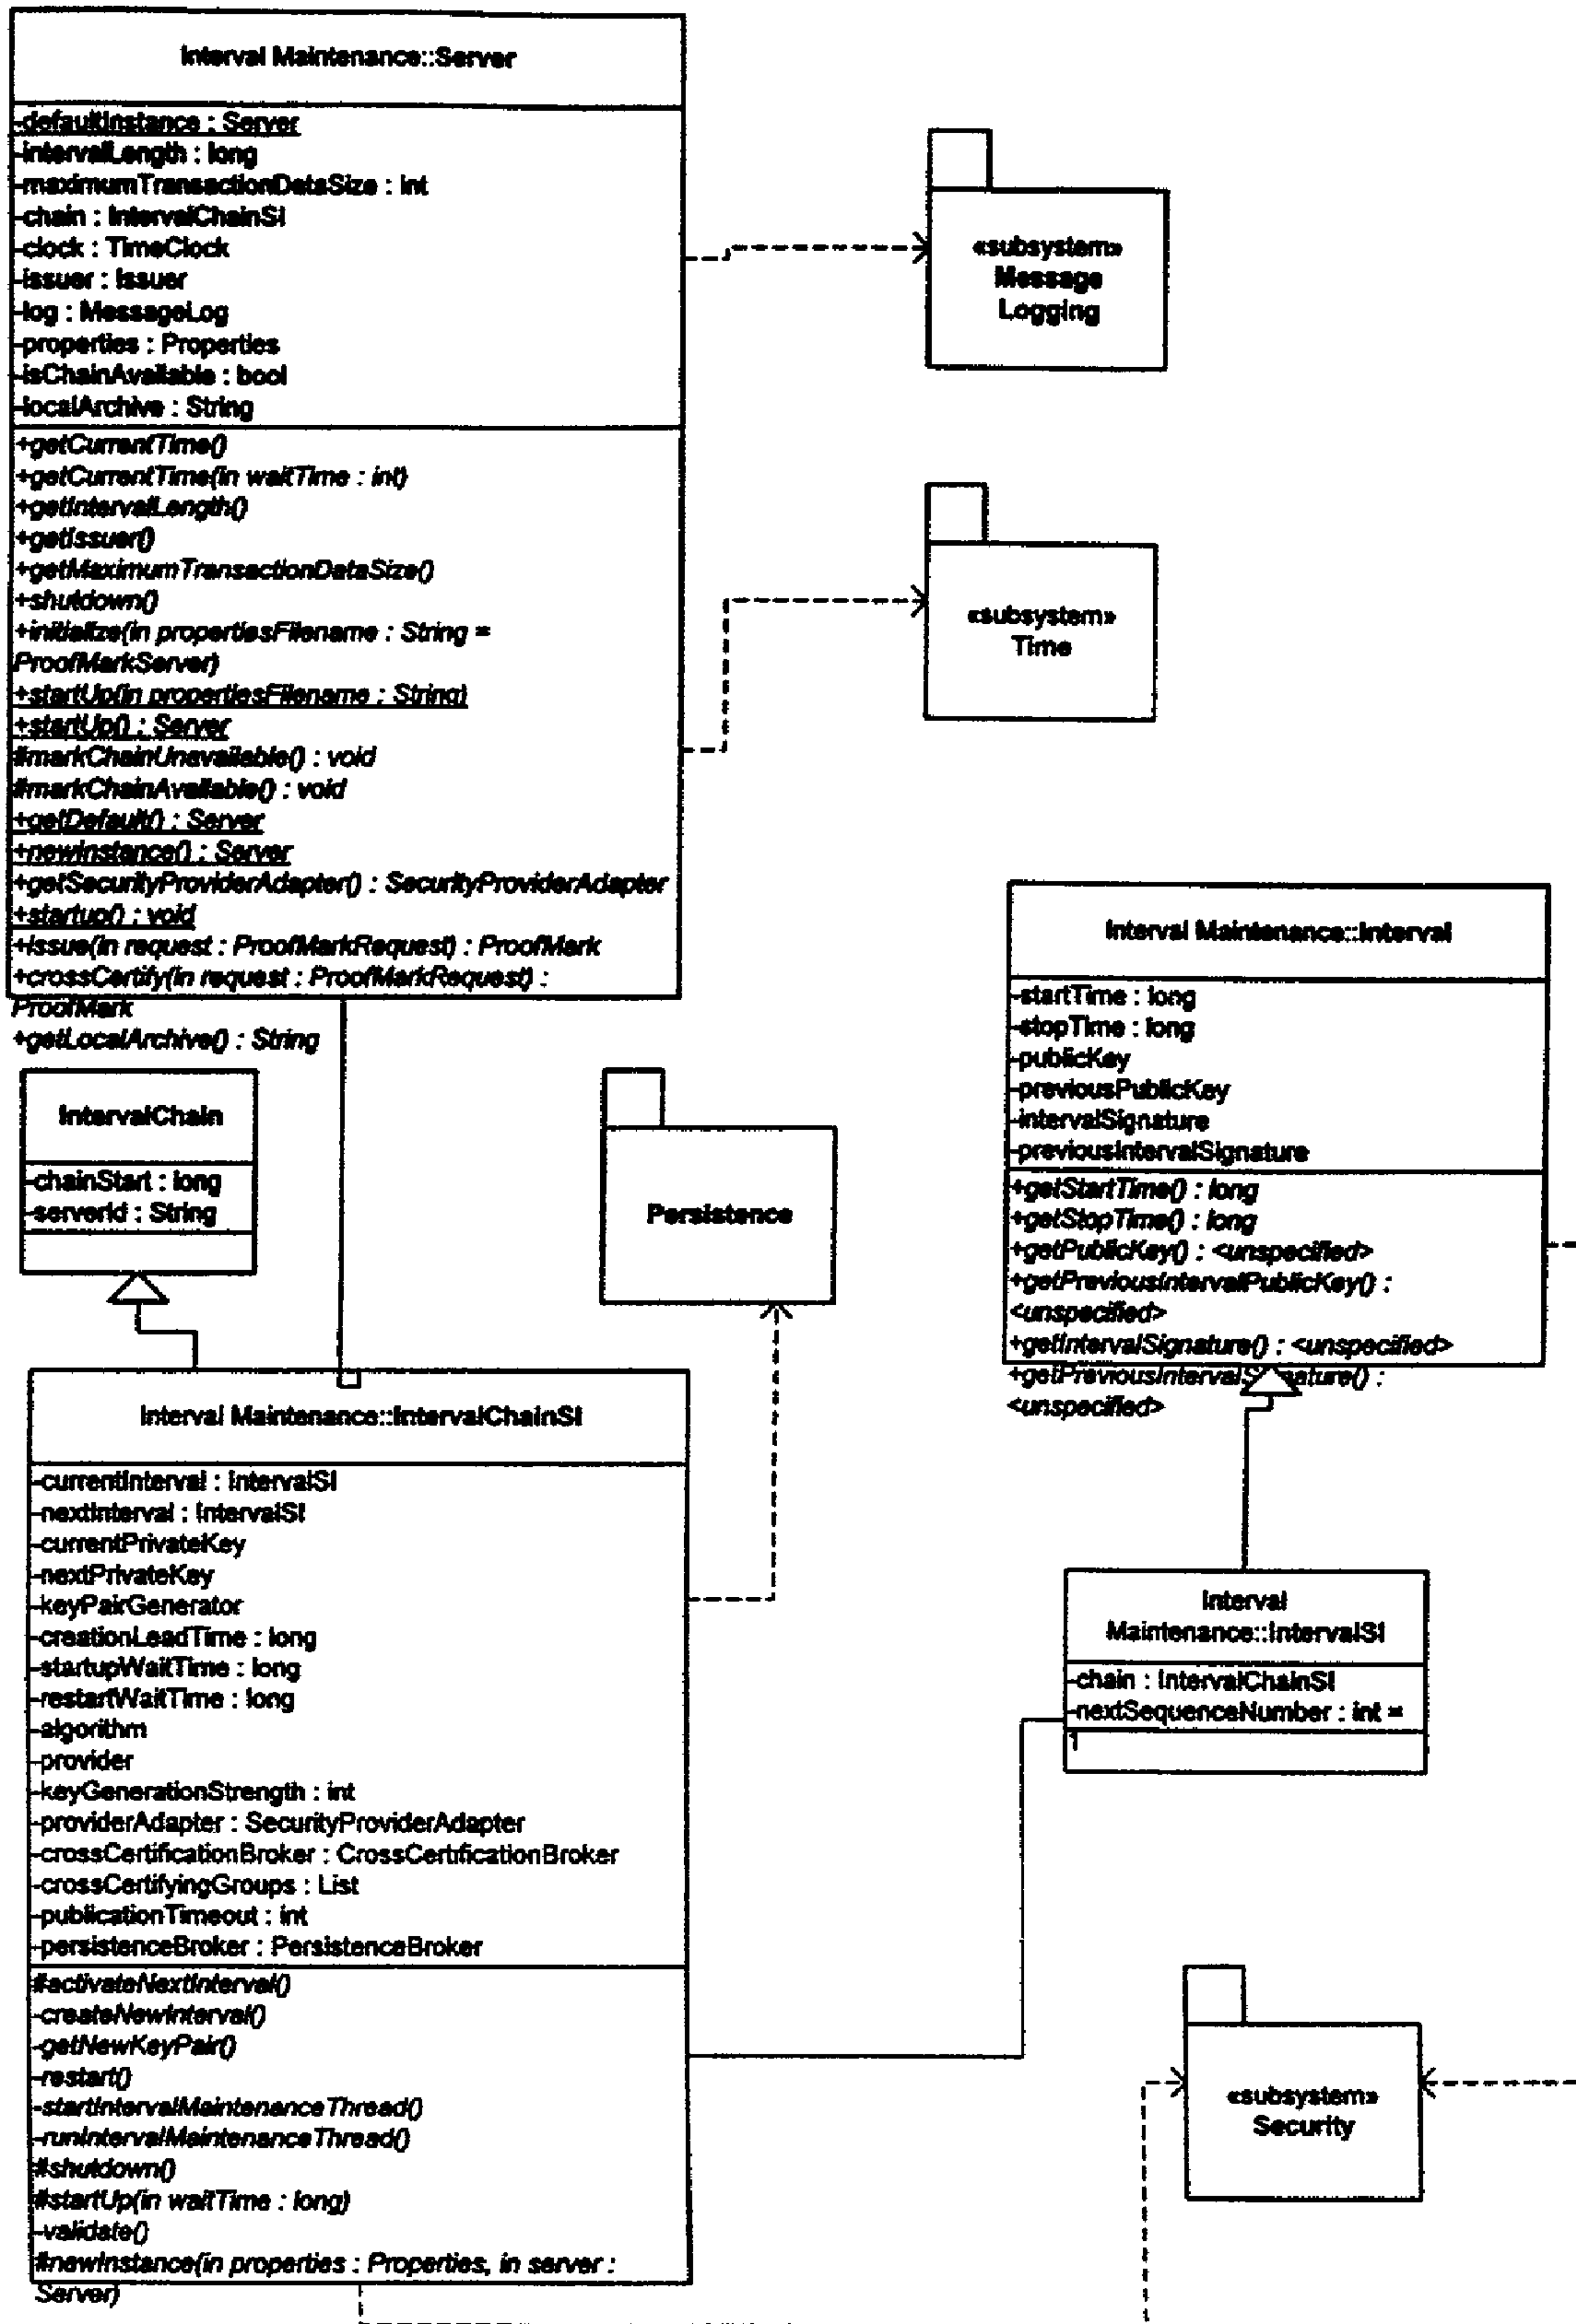 Interval Maintenance::Server
-defaultInstance : Server
-intervalLength : long
-maximumTransactionDataSize : int
-chain : IntervalChainSI
-clock : TimeClock
-issuer : Issuer
-log : MessageLog
-properties : Properties
-isChainAvailable : bool
-localArchive : String
+getCurrentTime()
+getCurrentTime(in waitTime : int)
+getIntervalLength()
+getIssuer()
+getMaximumTransactionDataSize()
+shutdown()
+initialize(in propertiesFilename : String =
ProofMarkServer)
+startUp(in propertiesFilename : String)
+startUp() : Server
#markChainUnavailable() : void
#markChainAvailable() : void
+getDefault() : Server
+newInstance() : Server
+getSecurityProviderAdapter() : SecurityProviderAdapter
+startup() : void
+issue(in request : ProofMarkRequest) : ProofMark
+crossCertify(in request : ProofMarkRequest) :
ProofMark
+getLocalArchive() : String
«subsystem»
Message
Logging
«subsystem»
Time
Interval Maintenance::Interval
-startTime : long
-stopTime : long
-publicKey
-previousPublicKey
-intervalSignature
-previousIntervalSignature
+getStartTime() : long
+getStopTime() : long
+getPublicKey() : <unspecified>
+getPreviousIntervalPublicKey() :
<unspecified>
+getIntervalSignature() : <unspecified>
+getPreviousIntervalSignature() :
<unspecified>
IntervalChain
-chainStart : long
-serverId : String
Persistence
Interval Maintenance::IntervalChainSI
-currentInterval : IntervalSI
-nextInterval : IntervalSI
-currentPrivateKey
-nextPrivateKey
-keyPairGenerator
-creationLeadTime : long
-startupWaitTime : long
-restartWaitTime : long
-algorithm
-provider
-keyGenerationStrength : int
-providerAdapter : SecurityProviderAdapter
-crossCertificationBroker : CrossCertificationBroker
-crossCertifyingGroups : List
-publicationTimeout : int
-persistenceBroker : PersistenceBroker
#activateNextInterval()
-createNewInterval()
-getNewKeyPair()
-restart()
-startIntervalMaintenanceThread()
-runIntervalMaintenanceThread()
#shutdown()
#startUp(in waitTime : long)
-validate()
#newInstance(in properties : Properties, in server :
Server)
Interval
Maintenance::IntervalSI
-chain : IntervalChainSI
-nextSequenceNumber : int =
1
«subsystem»
Security